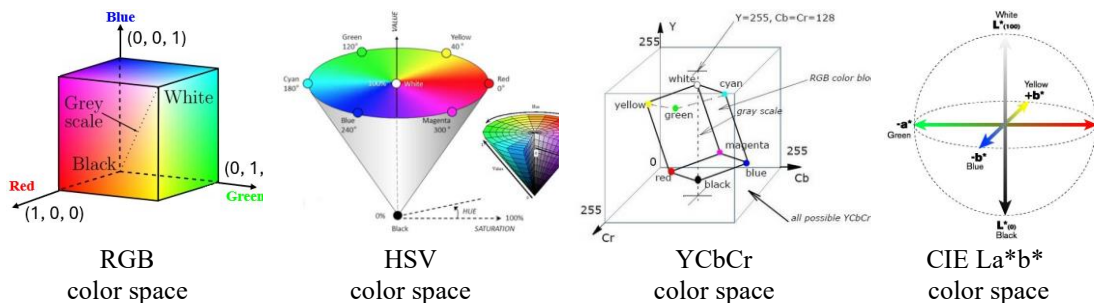 Blue
(0, 0, 1)
Grey
scale
White
Black
(0, 1,
Red
Green
(1, 0, 0)
RGB
color space
VALUE
Green
120°
Yellow
40°
Cyan
180°
100%
White
Red
0°
Blue
240°
Magenta
300°
0%
Black
HUE
100%
SATURATION
HSV
color space
Y
Y=255, Cb=Cr=128
255
white
cyan
RGB color bloc
yellow
green
gray scale
magenta
255
0
red
black
blue
Cb
255
Cr
all possible YCbCr
YCbCr
color space
White
L*(100)
Yellow
+b*
-a*
Green
-b*
Blue
L*(0)
Black
CIE La*b*
color space